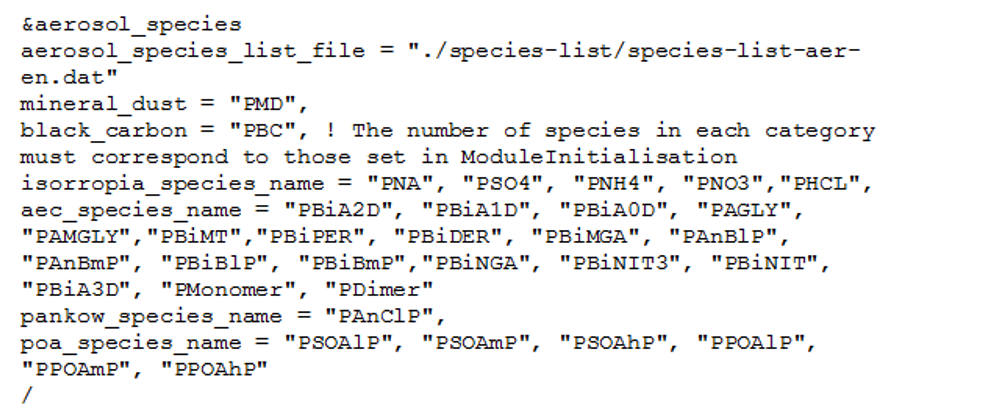 &aerosol_species
aerosol_species_list_file = "./species-list/species-list-aer-
en.dat"
mineral_dust = "PMD",
black_carbon = "PBC", ! The number of species in each category
must correspond to those set in ModuleInitialisation
isorropia_species_name = "PNA", "PSO4", "PNH4", "PNO3","PHCL",
aec_species_name = "PBiA2D", "PBiA1D", "PBiA0D", "PAGLY",
"PAMGLY","PBiMT","PBiPER", "PBiDER", "PBiMGA", "PAnBlP",
"PAnBmP", "PBiBlP", "PBiBmP","PBiNGA", "PBiNIT3", "PBiNIT",
"PBiA3D", "PMonomer", "PDimer"
pankow_species_name = "PAnClP",
poa_species_name = "PSOAlP", "PSOAmP", "PSOAhP", "PPOAlP",
"PPOAmP", "PPOAhP"
/